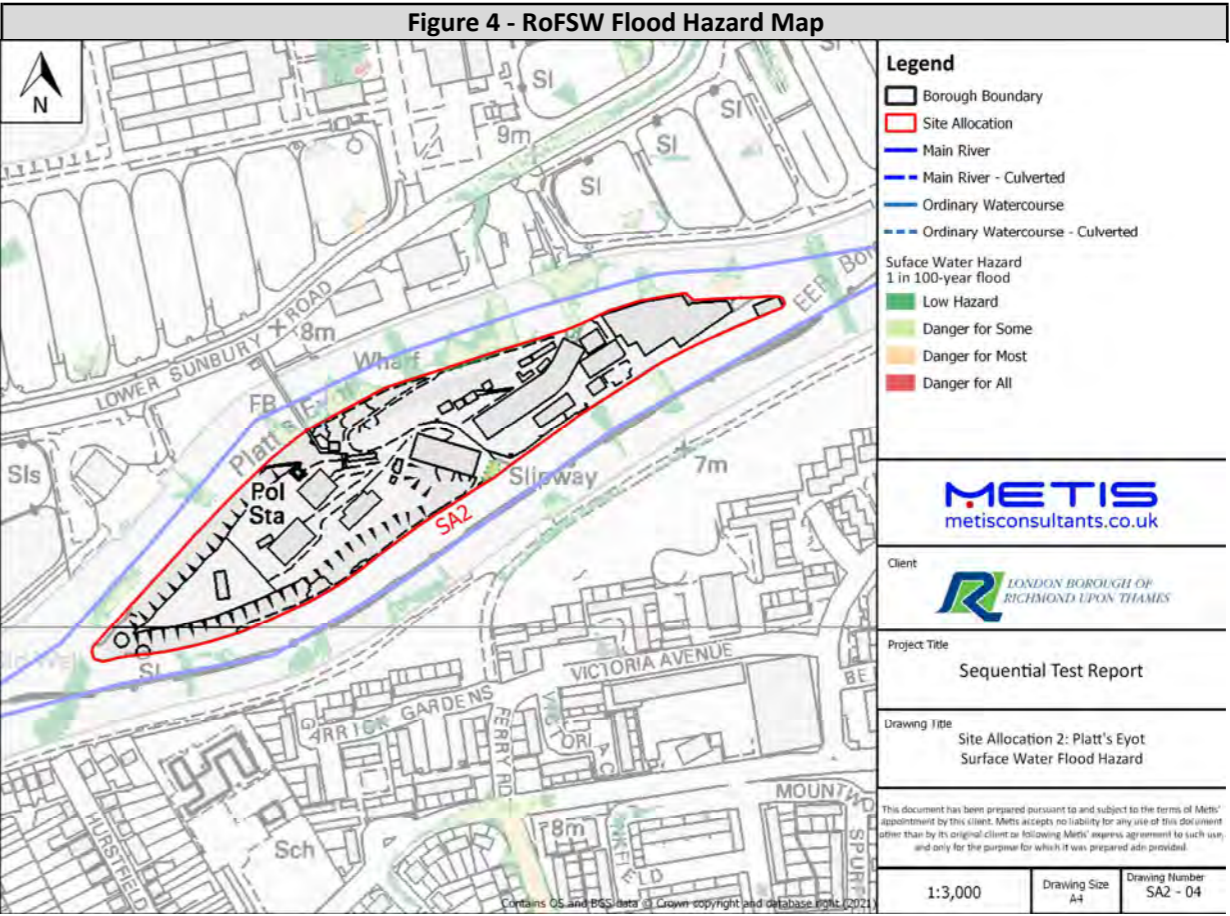 Figure 4 - RoFSW Flood Hazard Map
N
SI
9m
SI
SI
SI
SI
LOWER SUNBURY ROAD
8m
Wharf
FB
SIs
Pol
Sta
Slipway
7m
SA2
SI
VICTORIA AVENUE
GARRICK GARDENS
FERRY RD
MOUNTW
HURSTFIELD
8m
Sch
SPUR
LD
Contains OS and BGS data © Crown copyright and database right (2021)
Legend
Borough Boundary
Site Allocation
Main River
Main River - Culverted
Ordinary Watercourse
Ordinary Watercourse - Culverted
Suface Water Hazard
1 in 100-year flood
Low Hazard
Danger for Some
Danger for Most
Danger for All
METIS
metisconsultants.co.uk
Client
LONDON BOROUGH OF
RICHMOND UPON THAMES
Project Title
Sequential Test Report
Drawing Title
Site Allocation 2: Platt's Eyot
Surface Water Flood Hazard
This document has been prepared pursuant to and subject to the terms of Metis'
appointment by this client. Metis accepts no liability for any use of this document
other than by its original client or following Metis' express agreement to such use,
and only for the purpose for which it was prepared adn provided.
1:3,000
Drawing Size
A4
Drawing Number
SA2 - 04